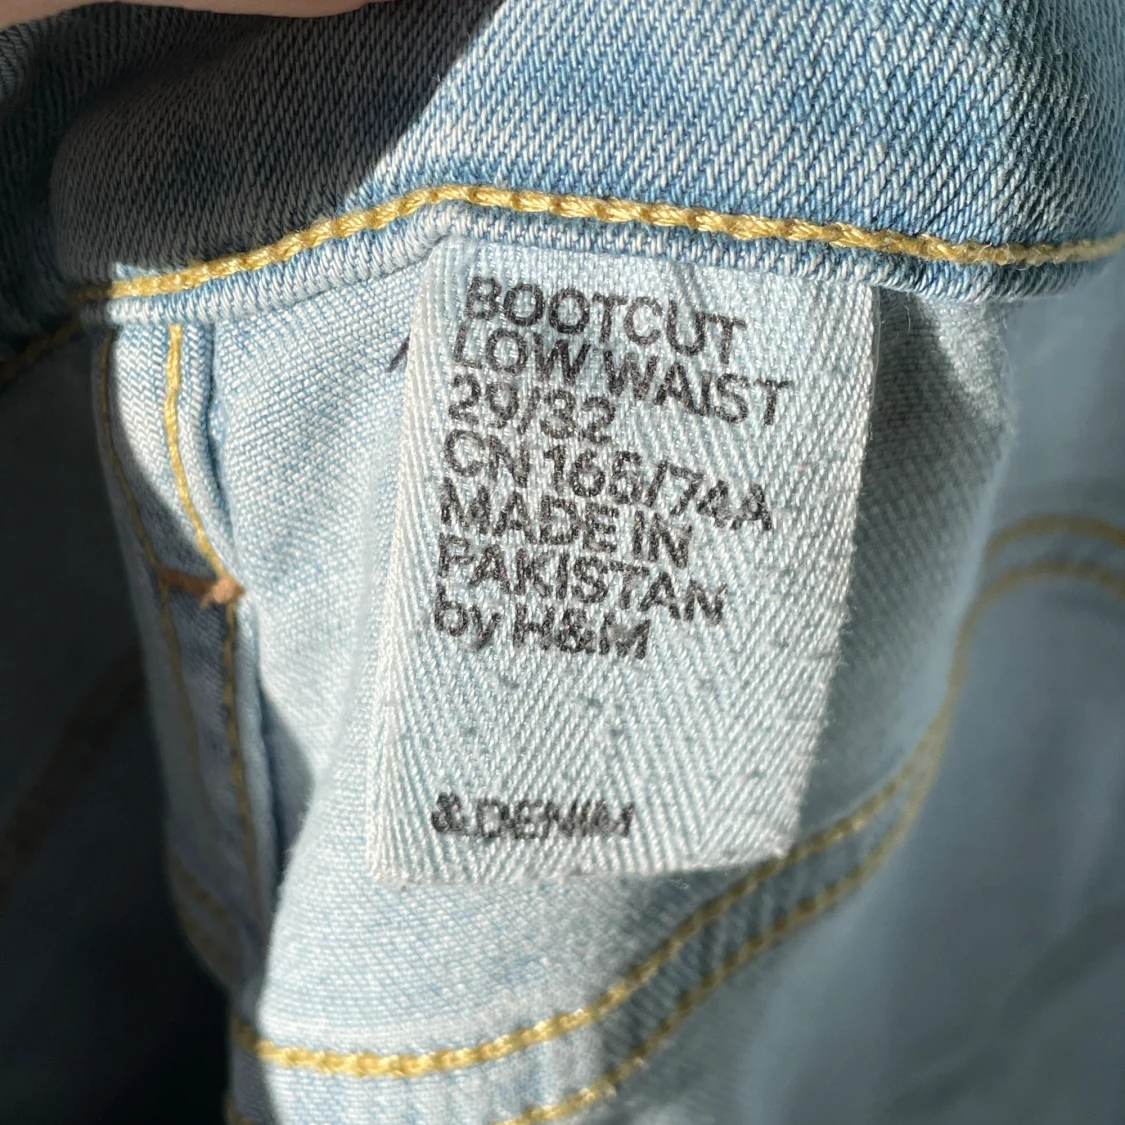 BOOTCUT
LOW WAIST
29/32
CN 165/74A
MADE IN
PAKISTAN
by H&M
&DENIM